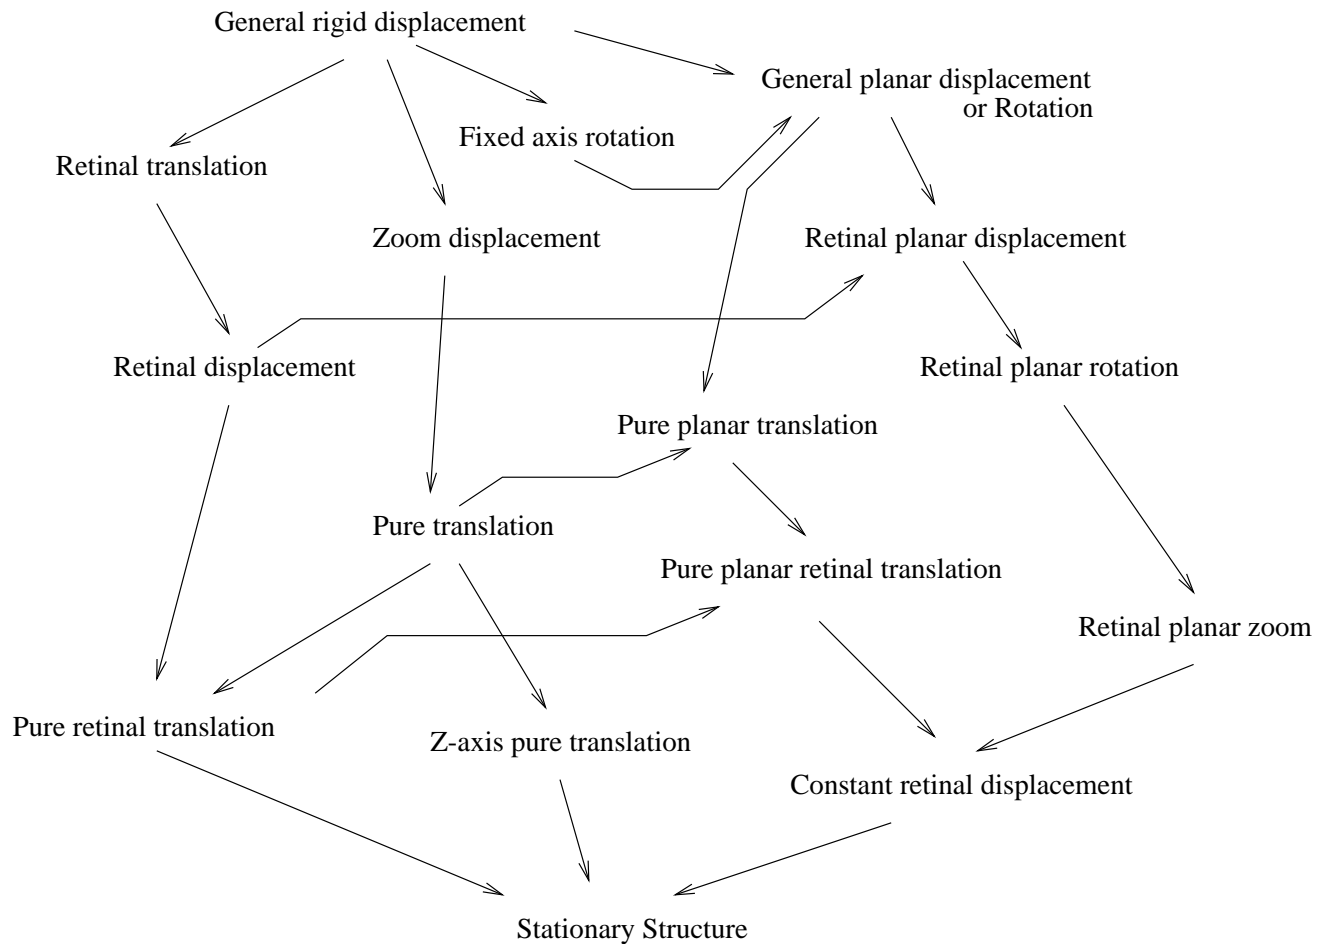 General rigid displacement
General planar displacement
or Rotation
Fixed axis rotation
Retinal translation
Zoom displacement
Retinal planar displacement
Retinal displacement
Retinal planar rotation
Pure planar translation
Pure translation
Pure planar retinal translation
Retinal planar zoom
Pure retinal translation
Z-axis pure translation
Constant retinal displacement
Stationary Structure